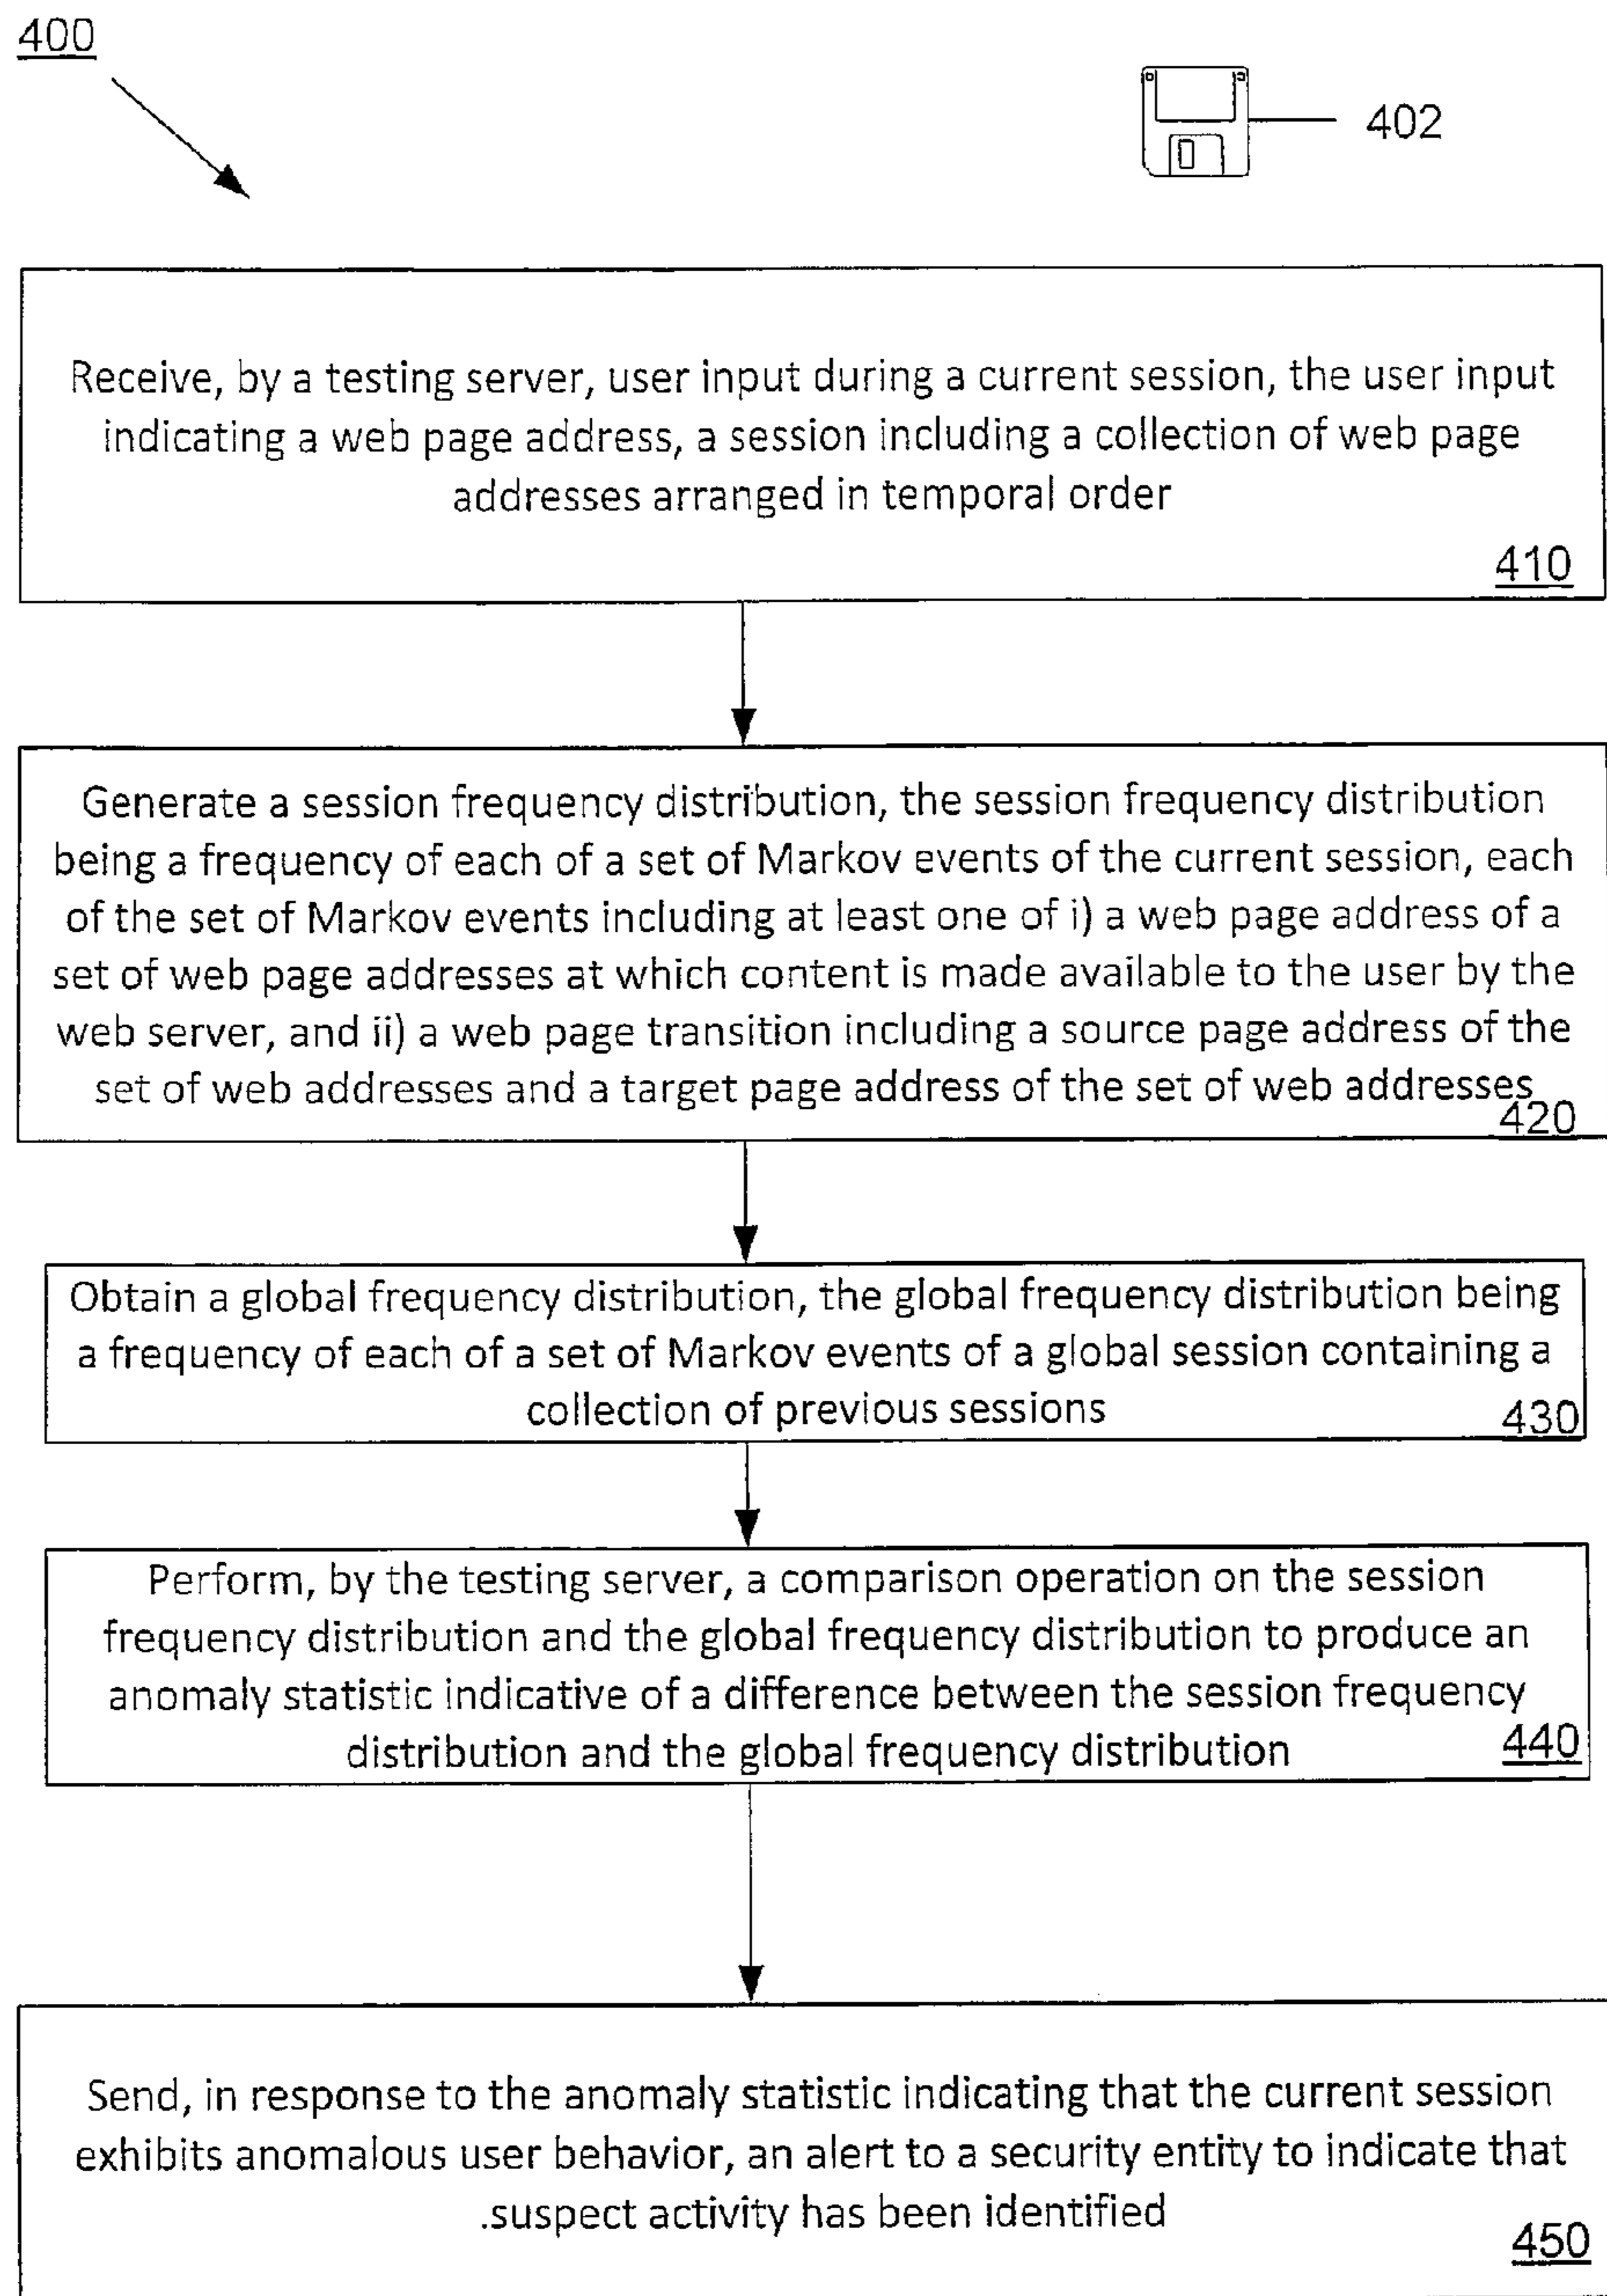 400
402
Receive, by a testing server, user input during a current session, the user input
indicating a web page address, a session including a collection of web page
addresses arranged in temporal order
410
Generate a session frequency distribution, the session frequency distribution
being a frequency of each of a set of Markov events of the current session, each
of the set of Markov events including at least one of i) a web page address of a
set of web page addresses at which content is made available to the user by the
web server, and ii) a web page transition including a source page address of the
set of web addresses and a target page address of the set of web addresses
420
Obtain a global frequency distribution, the global frequency distribution being
a frequency of each of a set of Markov events of a global session containing a
collection of previous sessions
430
Perform, by the testing server, a comparison operation on the session
frequency distribution and the global frequency distribution to produce an
anomaly statistic indicative of a difference between the session frequency
distribution and the global frequency distribution
440
Send, in response to the anomaly statistic indicating that the current session
exhibits anomalous user behavior, an alert to a security entity to indicate that
.suspect activity has been identified
450